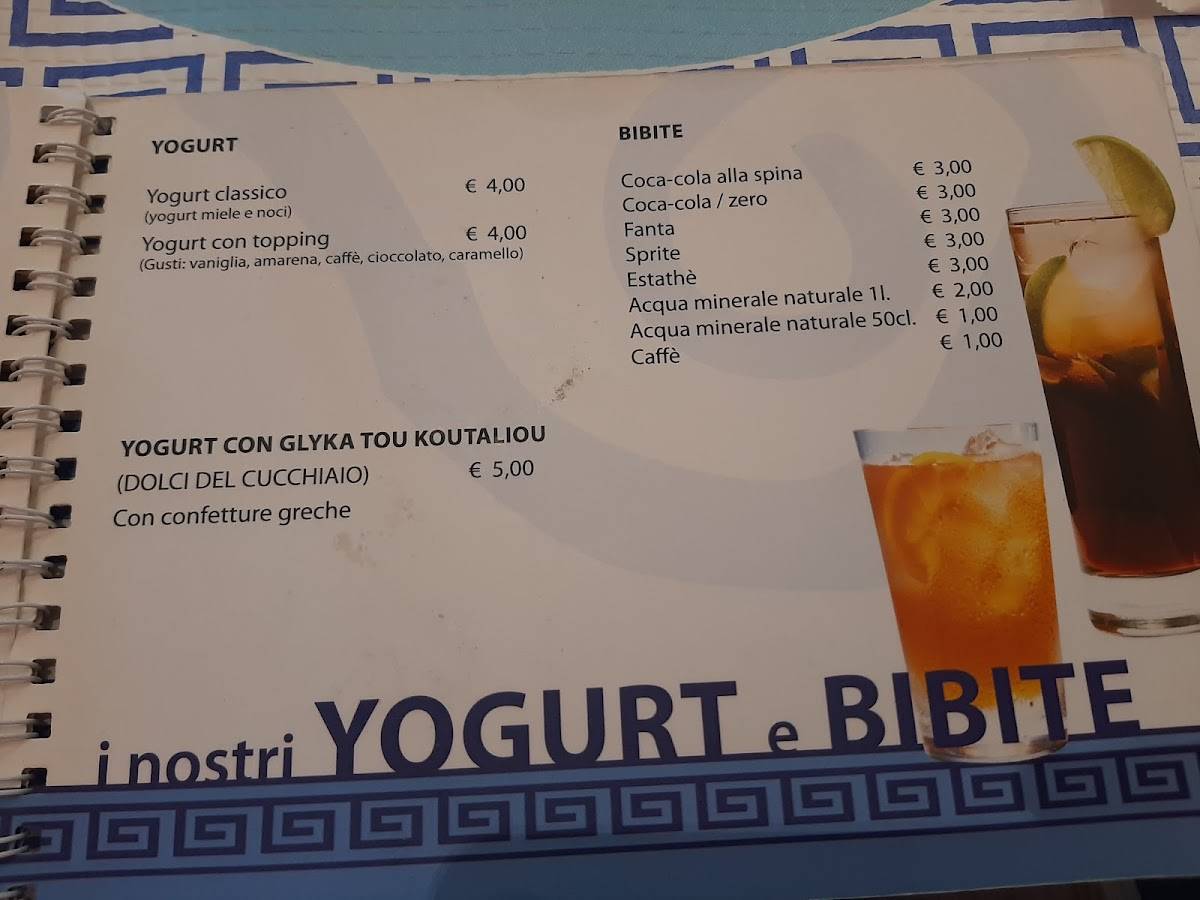 YOGURT
Yogurt classico € 4,00
(yogurt miele e noci)
Yogurt con topping € 4,00
(Gusti: vaniglia, amarena, caffè, cioccolato, caramello)
YOGURT CON GLYKA TOU KOUTALIOU
(DOLCI DEL CUCCHIAIO) € 5,00
Con confetture greche
BIBITE
Coca-cola alla spina € 3,00
Coca-cola / zero € 3,00
Fanta € 3,00
Sprite € 3,00
Estathè € 3,00
Acqua minerale naturale 1l. € 2,00
Acqua minerale naturale 50cl. € 1,00
Caffè € 1,00
i nostri YOGURT e BIBITE